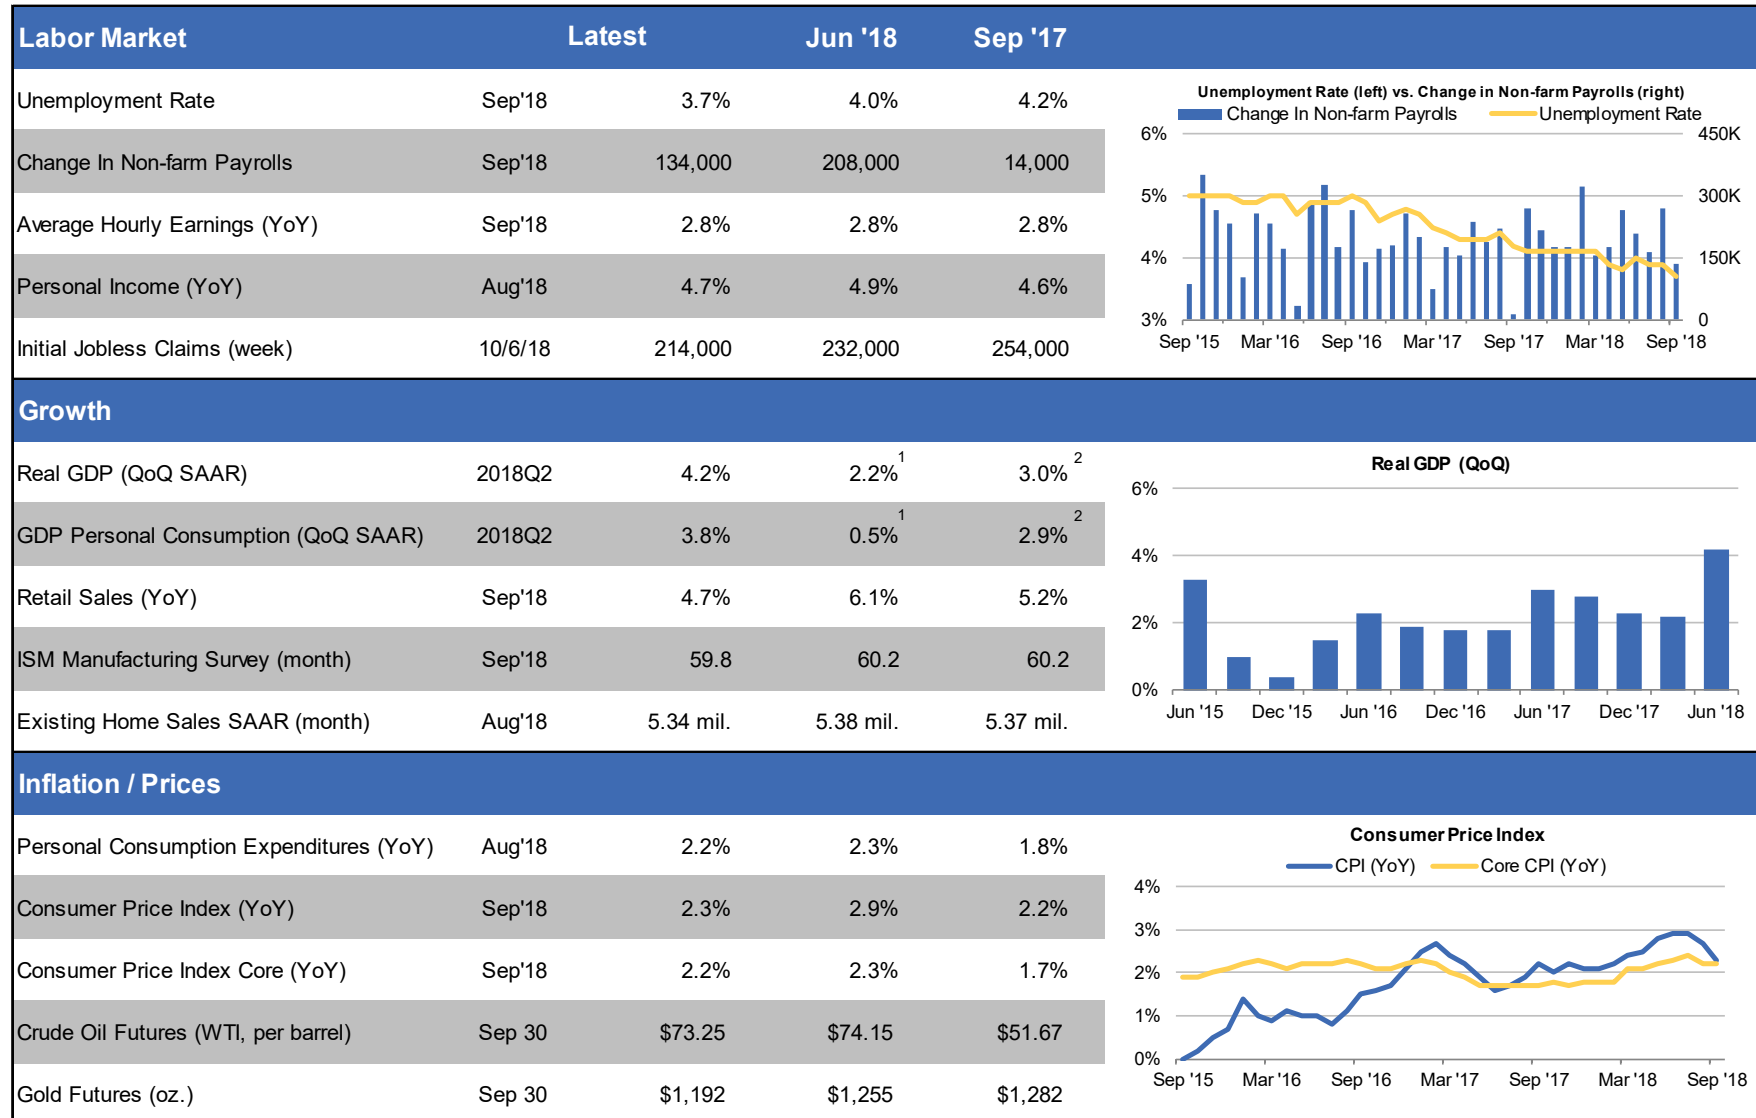 Labor Market Latest Jun '18 Sep '17
Unemployment Rate Sep'18 3.7% 4.0% 4.2%
Change In Non-farm Payrolls Sep'18 134,000 208,000 14,000
Average Hourly Earnings (YoY) Sep'18 2.8% 2.8% 2.8%
Personal Income (YoY) Aug'18 4.7% 4.9% 4.6%
Initial Jobless Claims (week) 10/6/18 214,000 232,000 254,000
Unemployment Rate (left) vs. Change in Non-farm Payrolls (right)
Change In Non-farm Payrolls Unemployment Rate
6% 450K
5% 300K
4% 150K
3% 0
Sep '15 Mar '16 Sep '16 Mar '17 Sep '17 Mar '18 Sep '18
Growth
Real GDP (QoQ SAAR) 2018Q2 4.2% 2.2%1 3.0%2
GDP Personal Consumption (QoQ SAAR) 2018Q2 3.8% 0.5%1 2.9%2
Retail Sales (YoY) Sep'18 4.7% 6.1% 5.2%
ISM Manufacturing Survey (month) Sep'18 59.8 60.2 60.2
Existing Home Sales SAAR (month) Aug'18 5.34 mil. 5.38 mil. 5.37 mil.
Real GDP (QoQ)
6%
4%
2%
0%
Jun '15 Dec '15 Jun '16 Dec '16 Jun '17 Dec '17 Jun '18
Inflation / Prices
Personal Consumption Expenditures (YoY) Aug'18 2.2% 2.3% 1.8%
Consumer Price Index (YoY) Sep'18 2.3% 2.9% 2.2%
Consumer Price Index Core (YoY) Sep'18 2.2% 2.3% 1.7%
Crude Oil Futures (WTI, per barrel) Sep 30 $73.25 $74.15 $51.67
Gold Futures (oz.) Sep 30 $1,192 $1,255 $1,282
Consumer Price Index
CPI (YoY) Core CPI (YoY)
4%
3%
2%
1%
0%
Sep '15 Mar '16 Sep '16 Mar '17 Sep '17 Mar '18 Sep '18